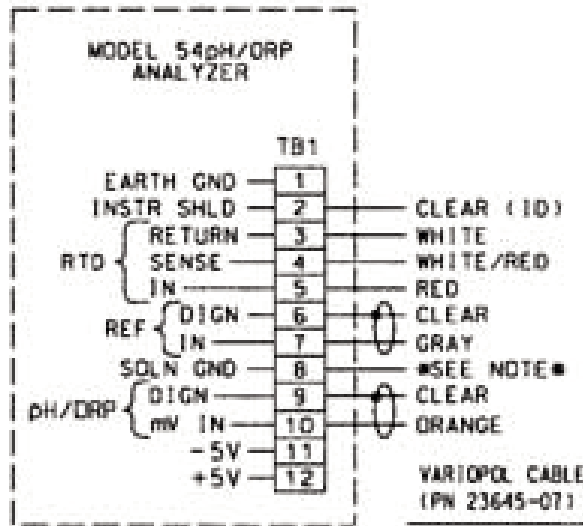 MODEL 54pH/ORP
ANALYZER
TB1
EARTH GND 1
INSTR SHLD 2 CLEAR (10)
RTD
RETURN 3 WHITE
SENSE 4 WHITE/RED
IN 5 RED
REF
DIGN 6 CLEAR
IN 7 GRAY
SOLN GND 8 *SEE NOTE*
pH/ORP
DIGN 9 CLEAR
mV IN 10 ORANGE
-5V 11
+5V 12
VARIOPOL CABLE
(PN 23645-07)